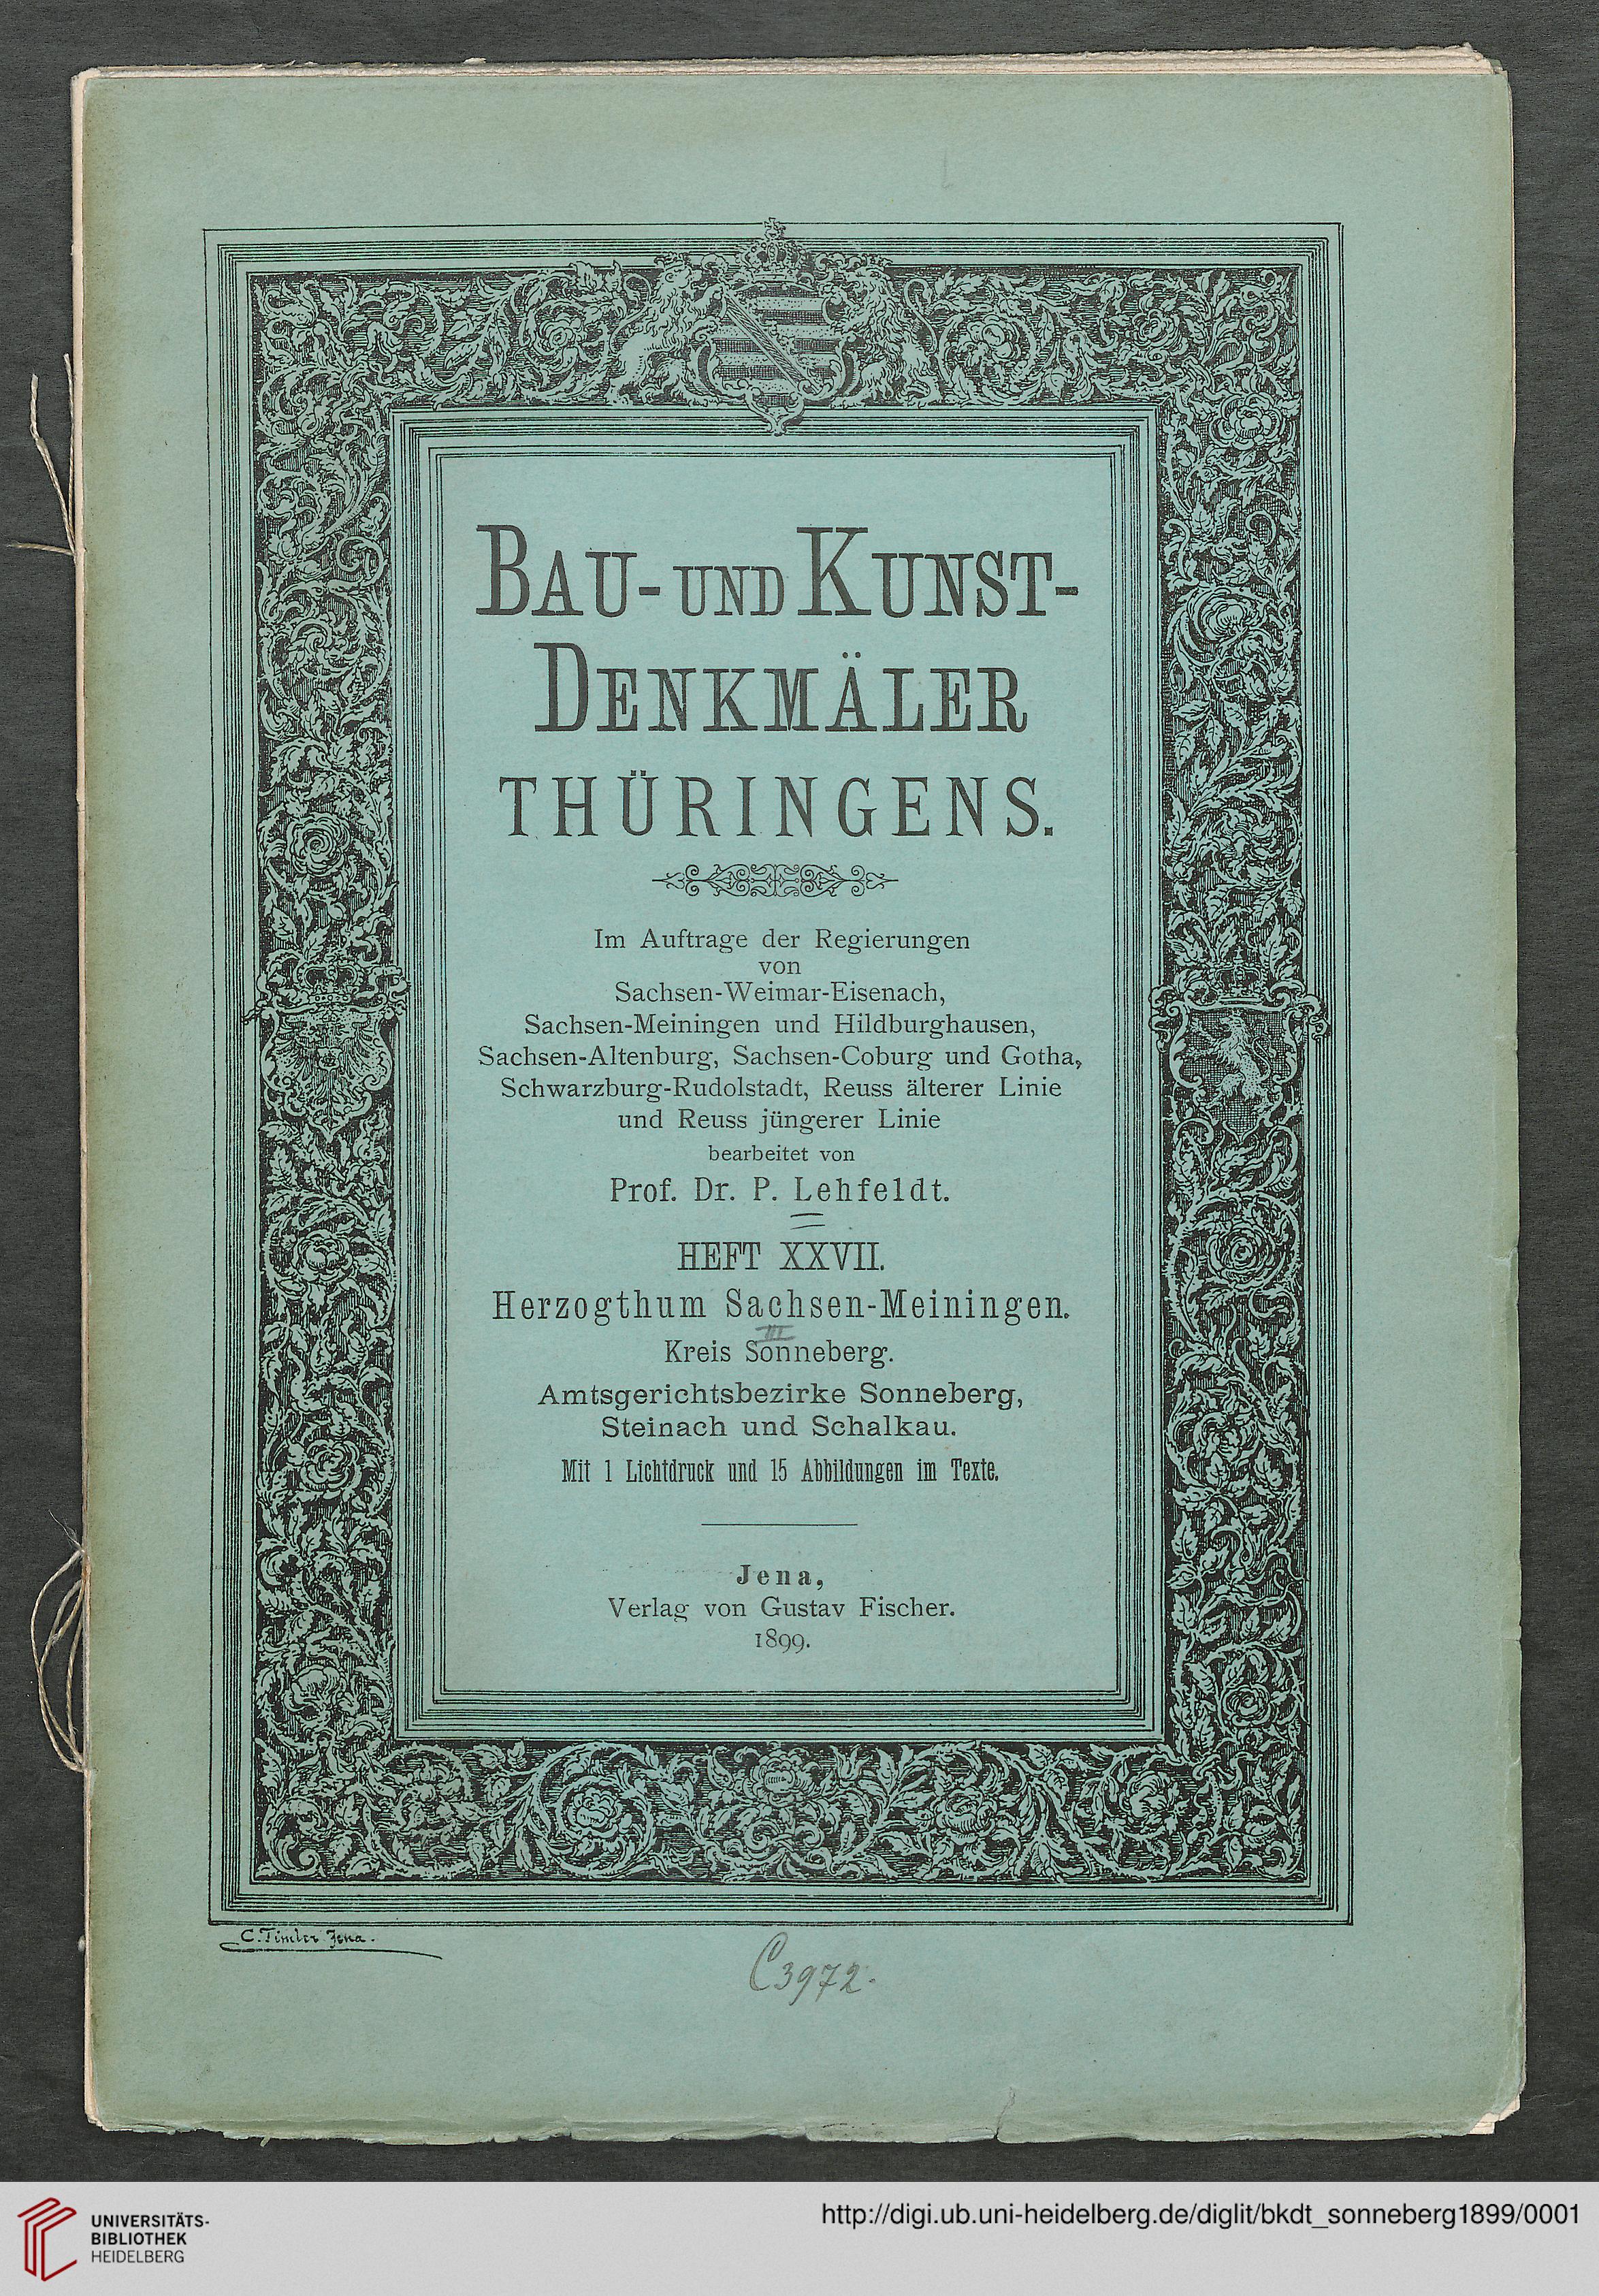 BAU- UND KUNST-
DENKMÄLER
THÜRINGENS.
Im Auftrage der Regierungen
von
Sachsen-Weimar-Eisenach,
Sachsen-Meiningen und Hildburghausen,
Sachsen-Altenburg, Sachsen-Coburg und Gotha,
Schwarzburg-Rudolstadt, Reuss älterer Linie
und Reuss jüngerer Linie
bearbeitet von
Prof. Dr. P. Lehfeldt.
HEFT XXVII.
Herzogthum Sachsen-Meiningen.
III
Kreis Sonneberg.
Amtsgerichtsbezirke Sonneberg,
Steinach und Schalkau.
Mit 1 Lichtdruck und 15 Abbildungen im Texte.
Jena,
Verlag von Gustav Fischer.
1899.
C. Timler Jena.
C3972.
UNIVERSITÄTS-
BIBLIOTHEK
HEIDELBERG
http://digi.ub.uni-heidelberg.de/diglit/bkdt_sonneberg1899/0001